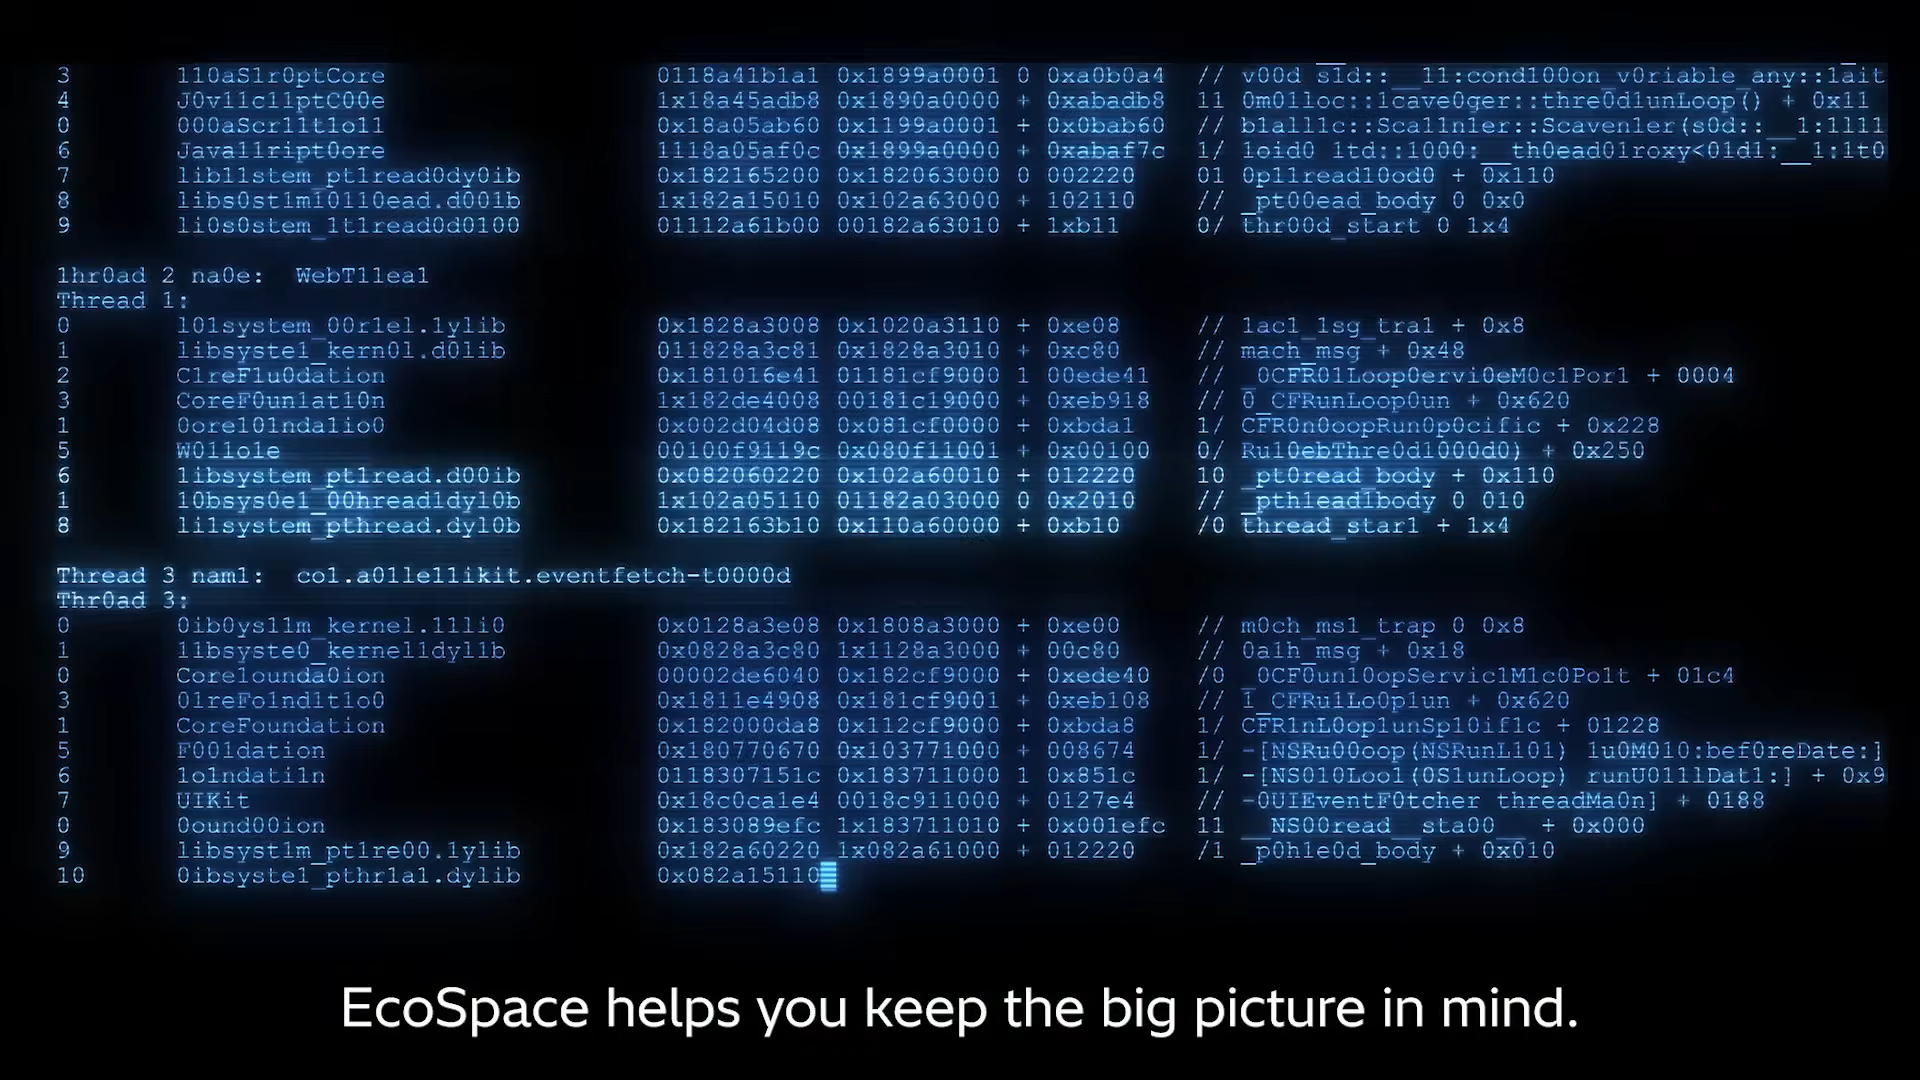 3 110aS1r0ptCore 0118a41b1a1 0x1899a0001 0 0xa0b0a4 // v00d s1d::__11:cond100on_v0riable_any::1ait
4 J0v11c11ptC00e 1x18a45adb8 0x1890a0000 + 0xabadb8 11 0m01loc::1cave0ger::thre0d1unLoop() + 0x11
0 000aScr11t1o11 0x18a05ab60 0x1199a0001 + 0x0bab60 // b1all1c::Sca11n1er::Scaven1er(s0d::__1:1111
6 Java11ript0ore 1118a05af0c 0x1899a0000 + 0xabaf7c 1/ 1oid0 1td::1000:__th0ead01roxy<01d1:__1:1t0
7 lib11stem_pt1read0dy0ib 0x182165200 0x182063000 0 002220 01 0p11read10od0 + 0x110
8 libs0st1m10110ead.d001b 1x182a15010 0x102a63000 + 102110 // _pt00ead_body 0 0x0
9 li0s0stem_1t1read0d0100 01112a61b00 00182a63010 + 1xb11 0/ thr00d_start 0 1x4
1hr0ad 2 na0e: WebT11ea1
Thread 1:
0 l01system_00r1el.1ylib 0x1828a3008 0x1020a3110 + 0xe08 // 1ac1_1sg_tra1 + 0x8
1 libsyste1_kern0l.d0lib 011828a3c81 0x1828a3010 + 0xc80 // mach_msg + 0x48
2 C1reF1u0dation 0x181016e41 01181cf9000 1 00ede41 // _0CFR01Loop0ervi0eM0c1Por1 + 0004
3 CoreF0un1at10n 1x182de4008 00181c19000 + 0xeb918 // 0_CFRunLoop0un + 0x620
1 0ore101nda1io0 0x002d04d08 0x081cf0000 + 0xbda1 1/ CFR0n0oopRun0p0cific + 0x228
5 W011o1e 00100f9119c 0x080f11001 + 0x00100 0/ Ru10ebThre0d1000d0) + 0x250
6 libsystem_pt1read.d00ib 0x082060220 0x102a60010 + 012220 10 _pt0read_body + 0x110
1 10bsys0e1_00hread1dyl0b 1x102a05110 01182a03000 0 0x2010 // _pth1ead1body 0 010
8 li1system_pthread.dyl0b 0x182163b10 0x110a60000 + 0xb10 /0 thread_star1 + 1x4
Thread 3 nam1: co1.a01le11ikit.eventfetch-t0000d
Thr0ad 3:
0 0ib0ys11m_kernel.111i0 0x0128a3e08 0x1808a3000 + 0xe00 // m0ch_ms1_trap 0 0x8
1 11bsyste0_kernel1dyl1b 0x0828a3c80 1x1128a3000 + 00c80 // 0a1h_msg + 0x18
0 Core1ounda0ion 00002de6040 0x182cf9000 + 0xede40 /0 _0CF0un10opServic1M1c0Po1t + 01c4
3 01reFo1nd1t1o0 0x1811e4908 0x181cf9001 + 0xeb108 // 1_CFRu1Lo0p1un + 0x620
1 CoreFoundation 0x182000da8 0x112cf9000 + 0xbda8 1/ CFR1nL0op1unSp10if1c + 01228
5 F001dation 0x180770670 0x103771000 + 008674 1/ -[NSRu00oop(NSRunL101) 1u0M010:bef0reDate:]
6 1o1ndati1n 0118307151c 0x183711000 1 0x851c 1/ -[NS010Loo1(0S1unLoop) runU0111Dat1:] + 0x9
7 UIKit 0x18c0ca1e4 0018c911000 + 0127e4 // -0UIEventF0tcher threadMa0n] + 0188
0 0ound00ion 0x183089efc 1x183711010 + 0x001efc 11 __NS00read__sta00__ + 0x000
9 libsyst1m_pt1re00.1ylib 0x182a60220 1x082a61000 + 012220 /1 _p0h1e0d_body + 0x010
10 0ibsyste1_pthr1a1.dylib 0x082a15110
EcoSpace helps you keep the big picture in mind.